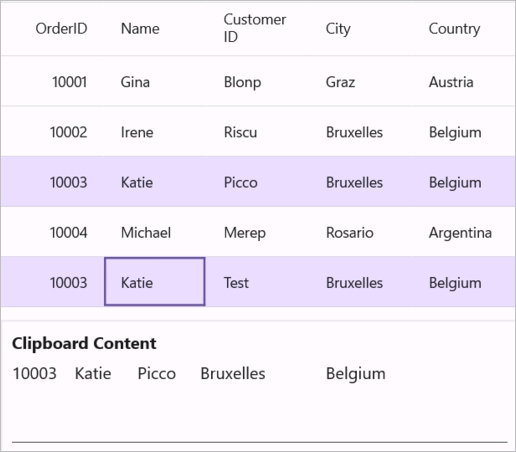 OrderID Name Customer ID City Country
10001 Gina Blonp Graz Austria
10002 Irene Riscu Bruxelles Belgium
10003 Katie Picco Bruxelles Belgium
10004 Michael Merep Rosario Argentina
10003 Katie Test Bruxelles Belgium
Clipboard Content
10003 Katie Picco Bruxelles Belgium